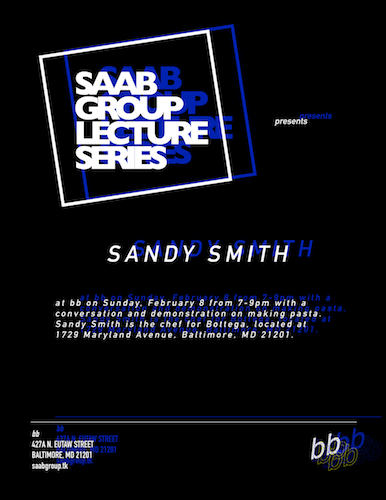 SAAB
GROUP
LECTURE
SERIES
presents
SANDY SMITH
at bb on Sunday, February 8 from 7-9pm with a
conversation and demonstration on making pasta.
Sandy Smith is the chef for Bottega, located at
1729 Maryland Avenue, Baltimore, MD 21201.
bb
427A N. EUTAW STREET
BALTIMORE, MD 21201
saabgroup.tk
bb